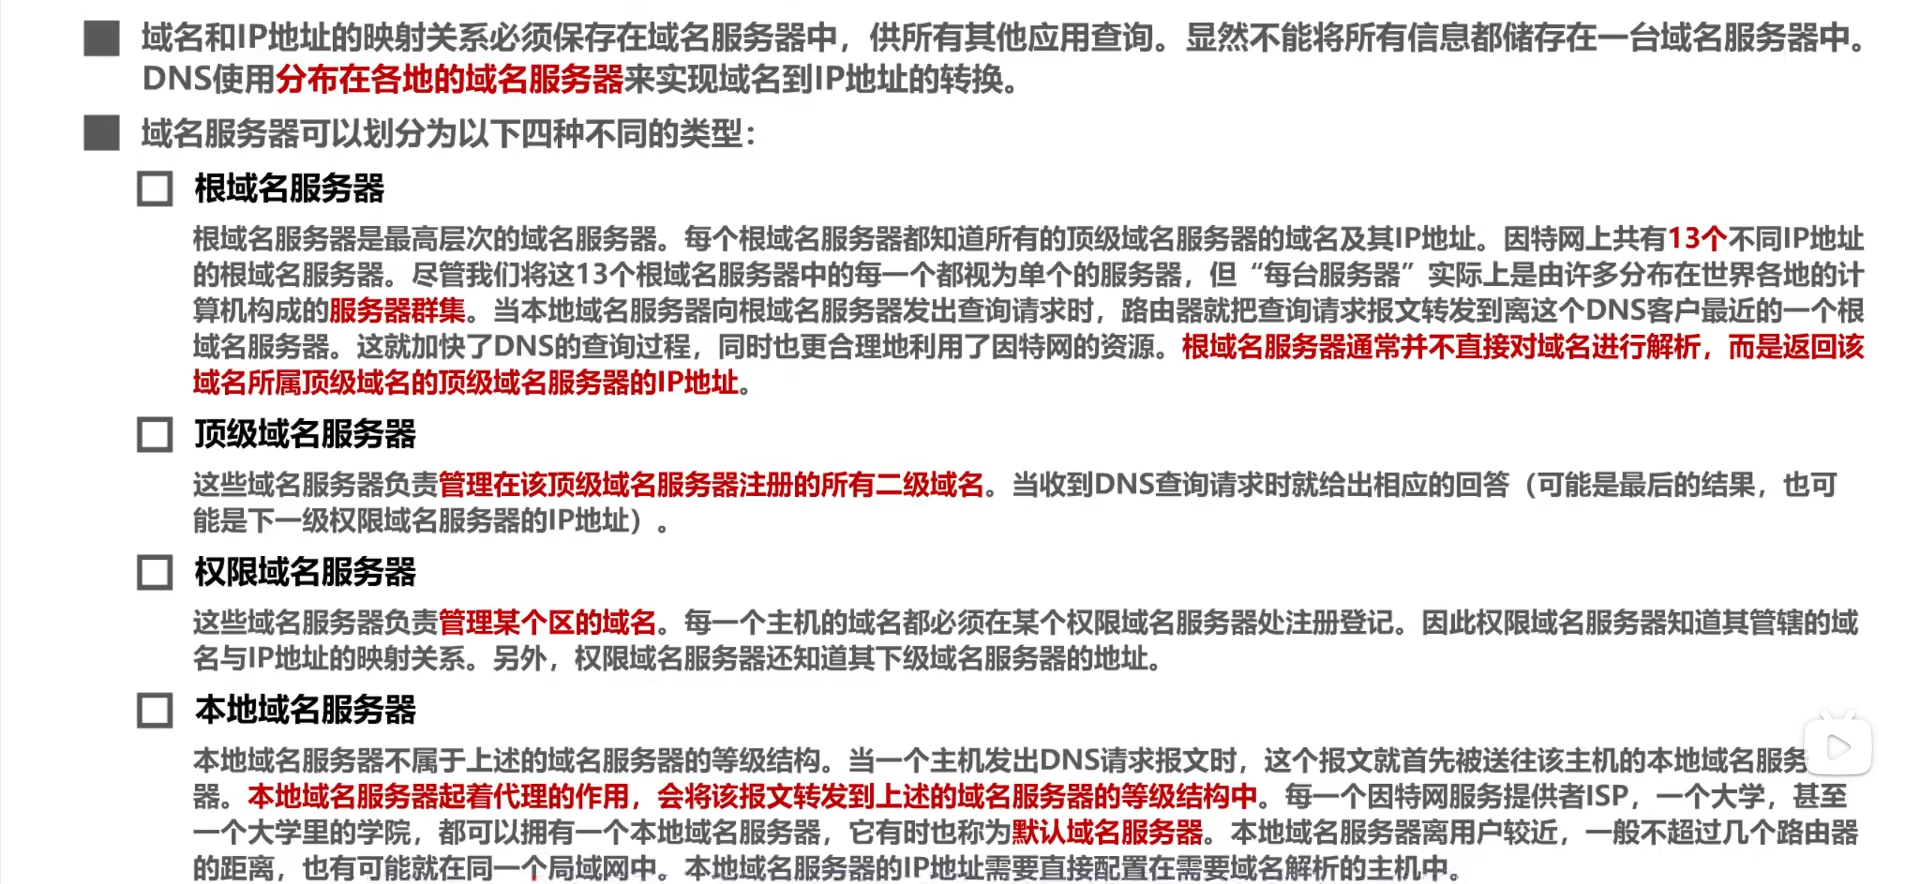 域名和IP地址的映射关系必须保存在域名服务器中，供所有其他应用查询。显然不能将所有信息都储存在一台域名服务器中。
DNS使用分布在各地的域名服务器来实现域名到IP地址的转换。
域名服务器可以划分为以下四种不同的类型：
根域名服务器
根域名服务器是最高层次的域名服务器。每个根域名服务器都知道所有的顶级域名服务器的域名及其IP地址。因特网上共有13个不同IP地址
的根域名服务器。尽管我们将这13个根域名服务器中的每一个都视为单个的服务器，但“每台服务器”实际上是由许多分布在世界各地的计
算机构成的服务器群集。当本地域名服务器向根域名服务器发出查询请求时，路由器就把查询请求报文转发到离这个DNS客户最近的一个根
域名服务器。这就加快了DNS的查询过程，同时也更合理地利用了因特网的资源。根域名服务器通常并不直接对域名进行解析，而是返回该
域名所属顶级域名的顶级域名服务器的IP地址。
顶级域名服务器
这些域名服务器负责管理在该顶级域名服务器注册的所有二级域名。当收到DNS查询请求时就给出相应的回答（可能是最后的结果，也可
能是下一级权限域名服务器的IP地址）。
权限域名服务器
这些域名服务器负责管理某个区的域名。每一个主机的域名都必须在某个权限域名服务器处注册登记。因此权限域名服务器知道其管辖的域
名与IP地址的映射关系。另外，权限域名服务器还知道其下级域名服务器的地址。
本地域名服务器
本地域名服务器不属于上述的域名服务器的等级结构。当一个主机发出DNS请求报文时，这个报文就首先被送往该主机的本地域名服务
器。本地域名服务器起着代理的作用，会将该报文转发到上述的域名服务器的等级结构中。每一个因特网服务提供者ISP，一个大学，甚至
一个大学里的学院，都可以拥有一个本地域名服务器，它有时也称为默认域名服务器。本地域名服务器离用户较近，一般不超过几个路由器
的距离，也有可能就在同一个局域网中。本地域名服务器的IP地址需要直接配置在需要域名解析的主机中。